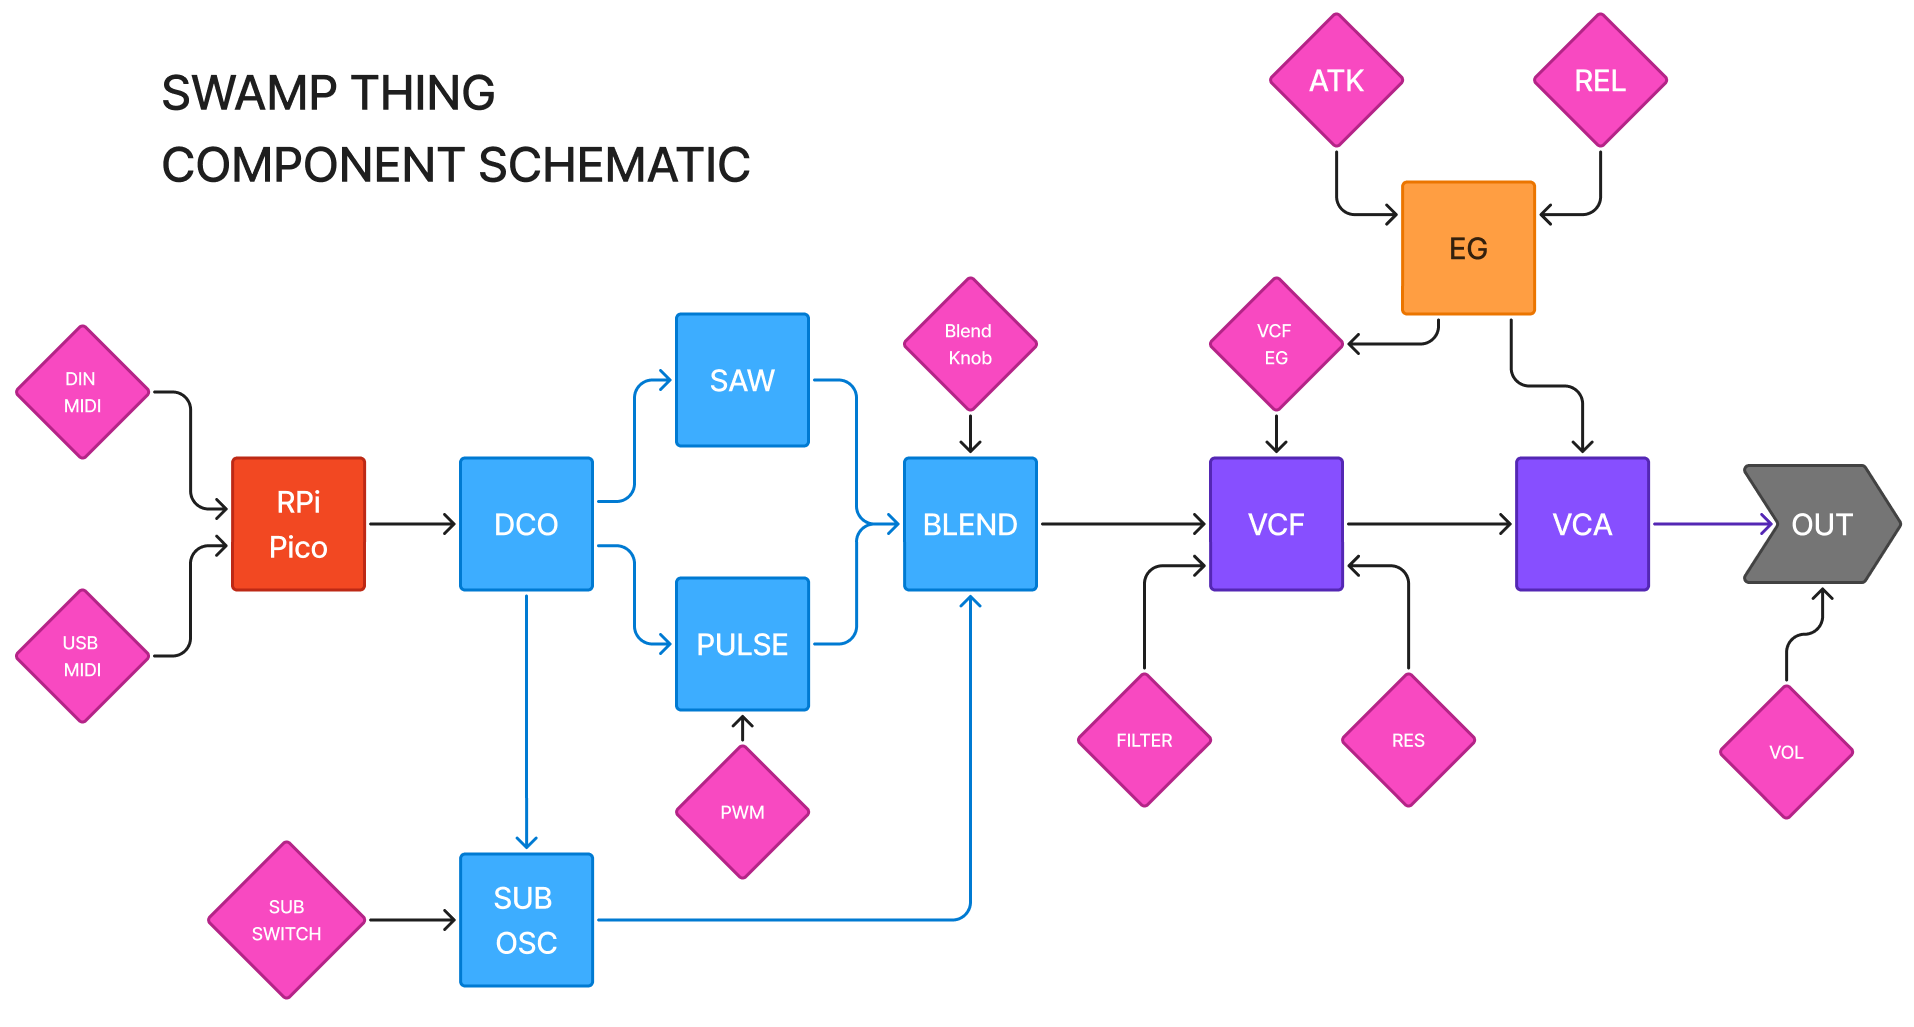 SWAMP THING
COMPONENT SCHEMATIC
ATK
REL
EG
Blend
Knob
VCF
EG
DIN
MIDI
SAW
RPi
Pico
DCO
BLEND
VCF
VCA
OUT
USB
MIDI
PULSE
FILTER
RES
VOL
PWM
SUB
SWITCH
SUB
OSC